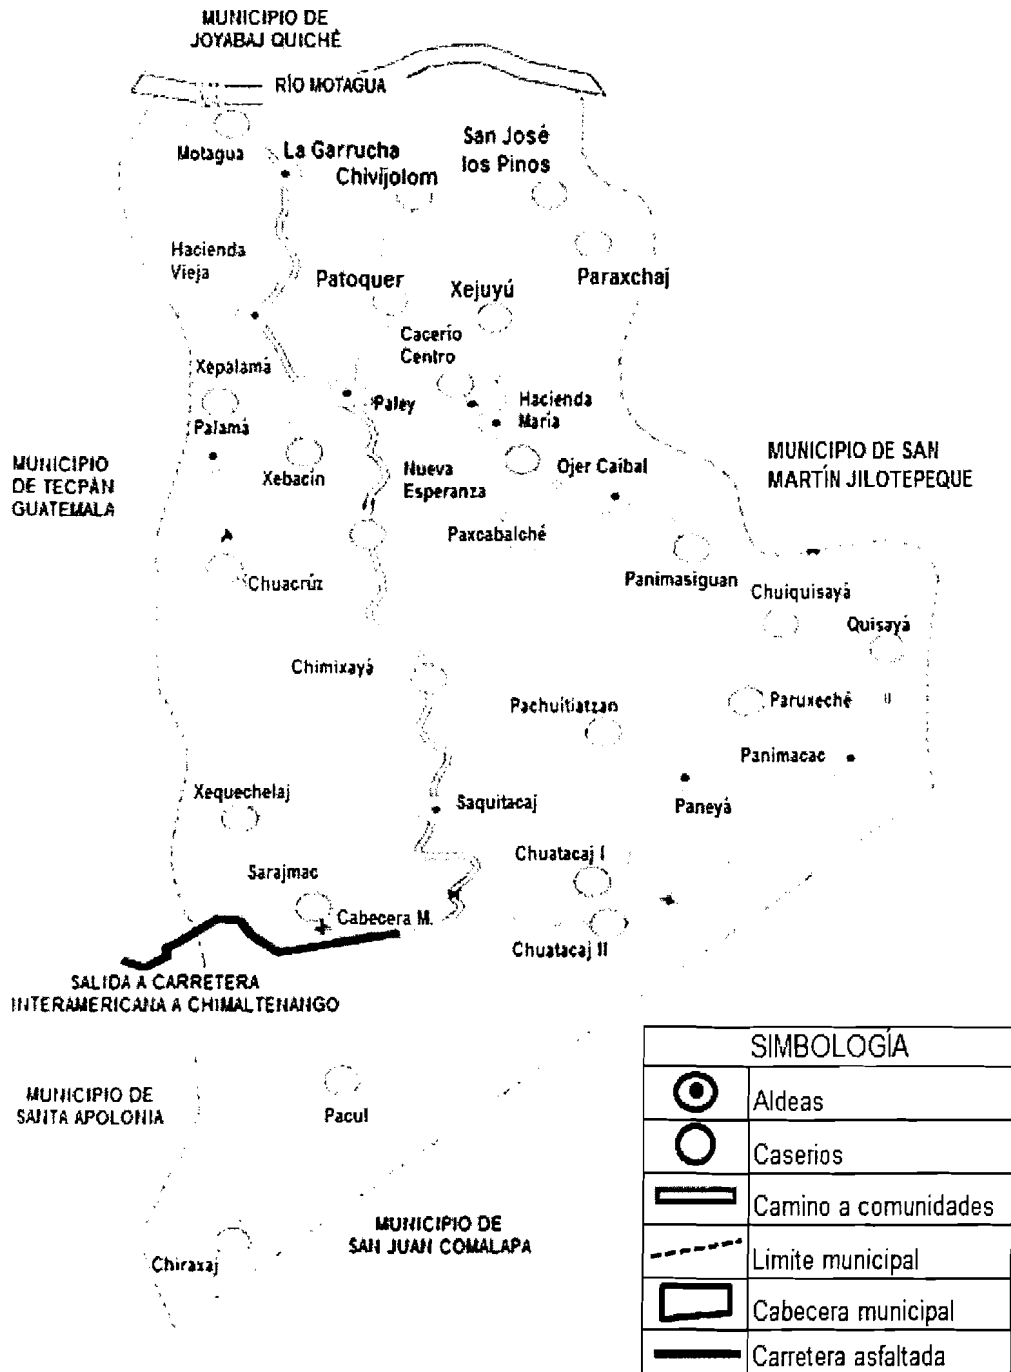 MUNICIPIO DE
JOYABAJ QUICHÉ
RÍO MOTAGUA
Motagua
La Garrucha
Chivijolom
San José
los Pinos
Hacienda
Vieja
Patoquer
Xejuyú
Paraxchaj
Cacerío
Centro
Xepalamá
Paley
Hacienda
María
Palamá
MUNICIPIO
DE TECPÁN
GUATEMALA
Xebacín
Nueva
Esperanza
Ojer Caíbal
MUNICIPIO DE SAN
MARTÍN JILOTEPEQUE
Paxcabalché
Chuacrúz
Panimasiguan
Chuiquisayá
Quisayá
Chimixayá
Pachuitiatzan
Paruxeché
Panimacac
Xequechelaj
Saquitacaj
Paneyá
Sarajmac
Chuatacaj I
Cabecera M.
Chuatacaj II
SALIDA A CARRETERA
INTERAMERICANA A CHIMALTENANGO
MUNICIPIO DE
SANTA APOLONIA
Pacul
MUNICIPIO DE
SAN JUAN COMALAPA
Chiraxaj
SIMBOLOGÍA
Aldeas
Caserios
Camino a comunidades
Limite municipal
Cabecera municipal
Carretera asfaltada